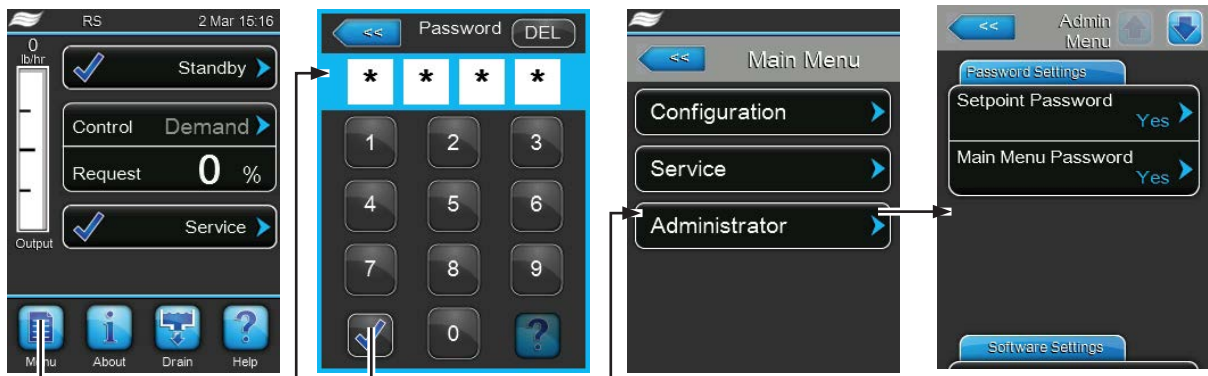 RS 2 Mar 15:16
0
lb/hr
Standby
Control Demand
Request 0 %
Service
Output
Menu About Drain Help
<< Password DEL
* * * *
1 2 3
4 5 6
7 8 9
0 ?
<< Main Menu
Configuration
Service
Administrator
<< Admin
Menu
Password Settings
Setpoint Password
Yes
Main Menu Password
Yes
Software Settings